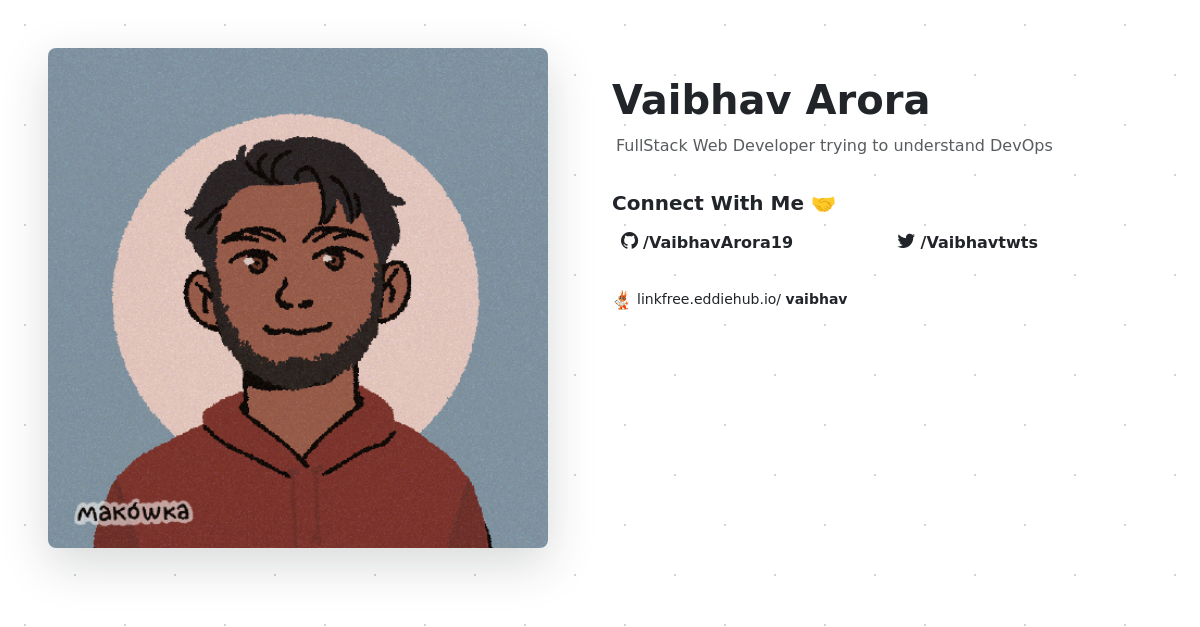 Vaibhav Arora
FullStack Web Developer trying to understand DevOps
Connect With Me 🤝
/VaibhavArora19
/Vaibhavtwts
linkfree.eddiehub.io/ vaibhav
MAKÓWKA